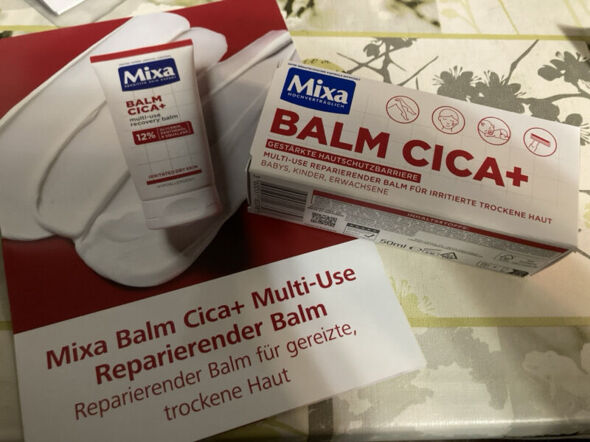 Mixa
BALM
CICA+
multi-use
recovery balm
12%
IRRITATED DRY SKIN
Mixa
HOCHVERTRÄGLICH
BALM CICA+
GESTÄRKTE HAUTSCHUTZBARRIERE
MULTI-USE REPARIERENDER BALM FÜR IRRITIERTE TROCKENE HAUT
BABYS, KINDER, ERWACHSENE
50ml
Mixa Balm Cica+ Multi-Use
Reparierender Balm
Reparierender Balm für gereizte,
trockene Haut